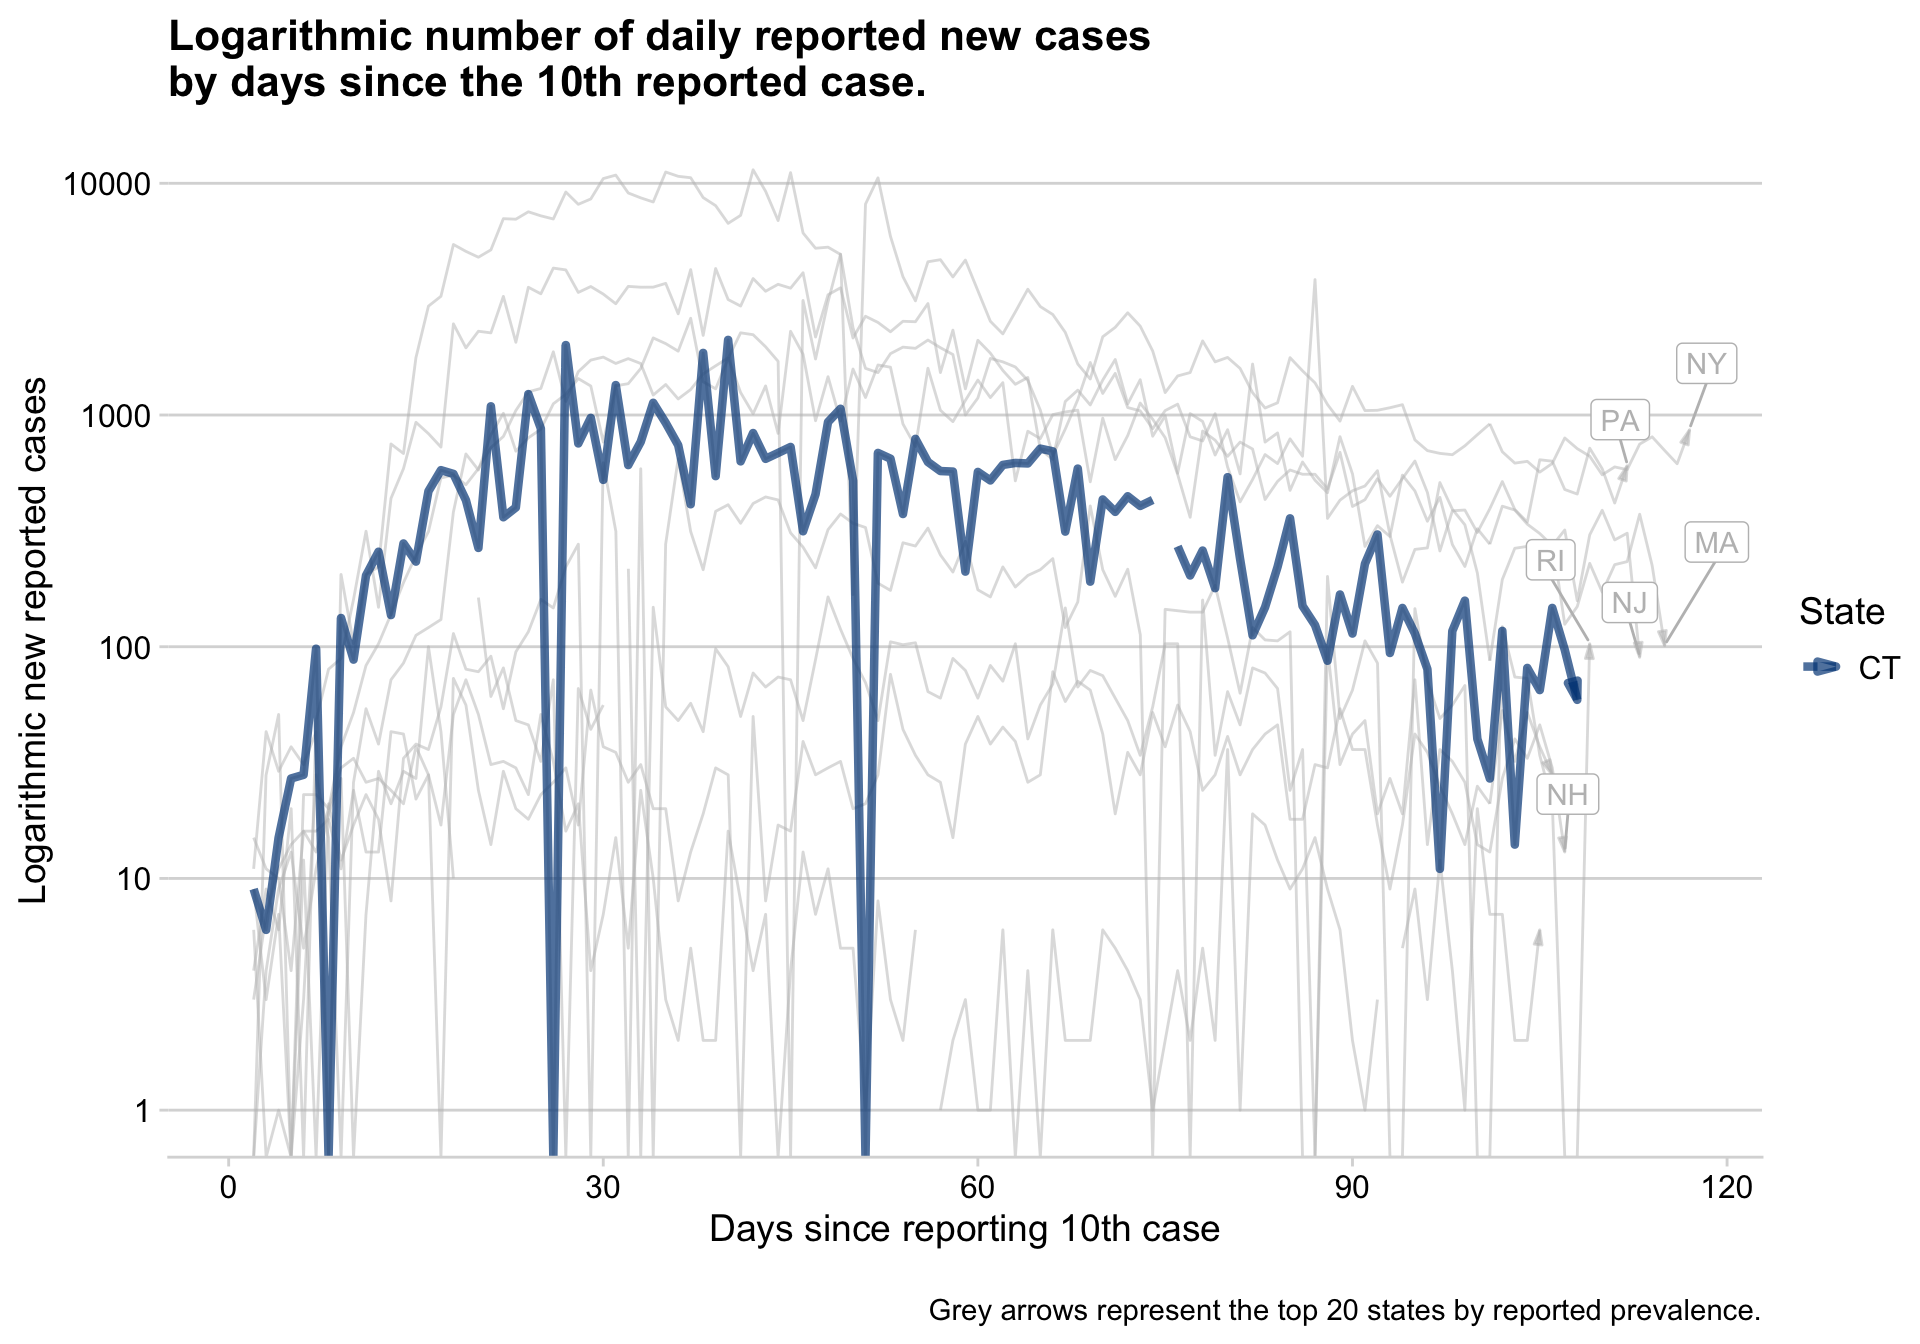 Logarithmic number of daily reported new cases
by days since the 10th reported case.
Logarithmic new reported cases
10000
1000
100
10
1
NY
PA
MA
RI
NJ
NH
State
CT
0
30
60
90
120
Days since reporting 10th case
Grey arrows represent the top 20 states by reported prevalence.